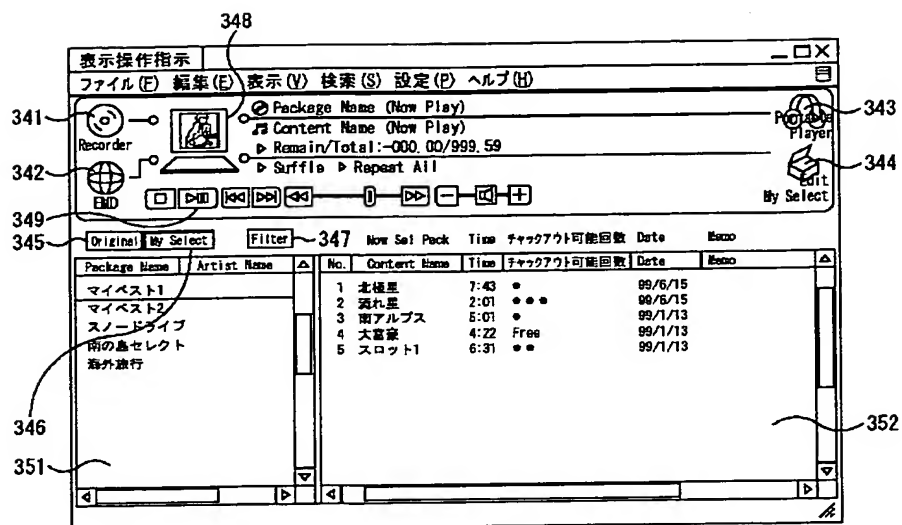 348
表示操作指示
ファイル(F) 編集(E) 表示(V) 検索(S) 設定(P) ヘルプ(H)
341
Recorder
342
EMD
Package Name (Now Play)
Content Name (Now Play)
Remain/Total:-000.00/999.59
Suffle Repeat All
343
Portable Player
344
Edit
My Select
349
345
Original My Select Filter 347 Now Sel Pack Time チャックアウト可能回数 Date Memo
Package Name Artist Name
マイベスト1
マイベスト2
スノードライブ
南の島セレクト
海外旅行
No. Content Name Time チャックアウト可能回数 Date Memo
1 北極星 7:43 ● 99/6/15
2 流れ星 2:01 ●●● 99/6/15
3 南アルプス 5:01 ● 99/1/13
4 大富豪 4:22 Free 99/1/13
5 スロット1 6:31 ●● 99/1/13
346
351
352